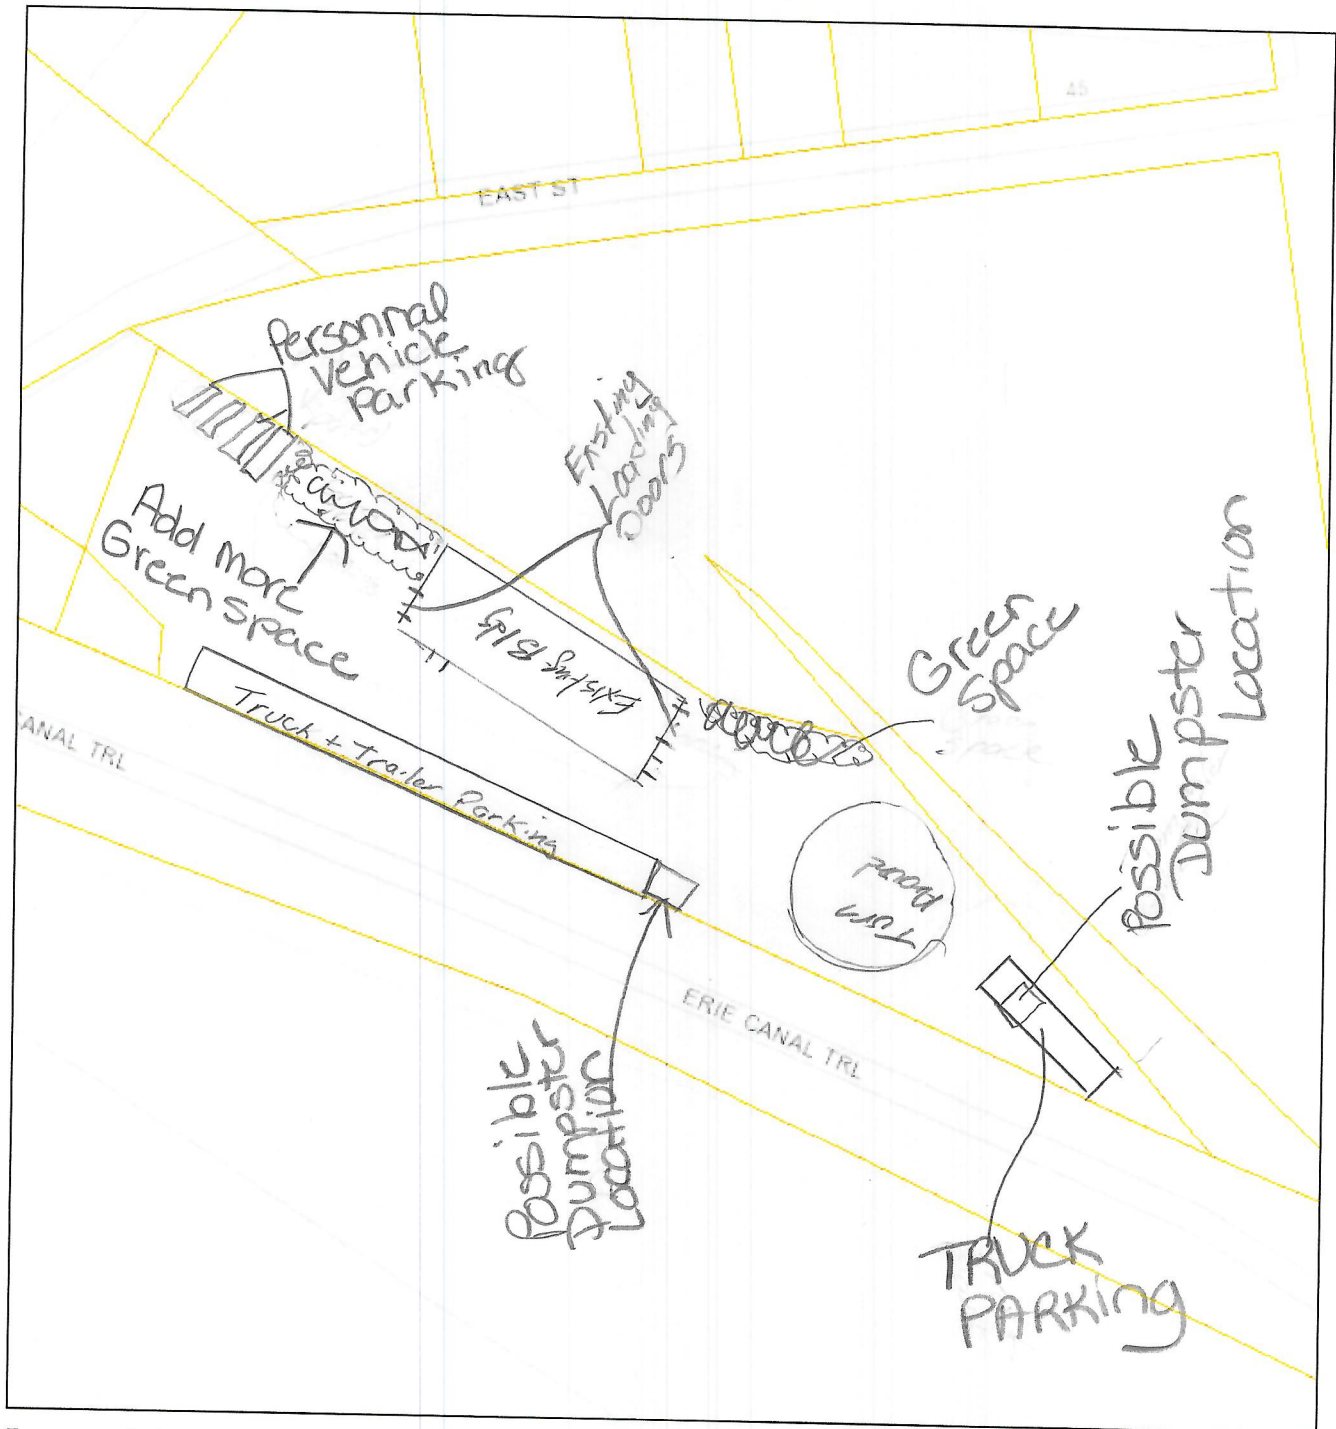 45
EAST ST
Personnal
Vehicle
Parking
Existing
Loading
Doors
Add more
Green space
Existing Bldg
Green
Space
Possible
Dumpster
Location
Truck + Trailer Parking
CANAL TRL
Turn
Around
ERIE CANAL TRL
Possible
Dumpster
Location
TRUCK
PARKing